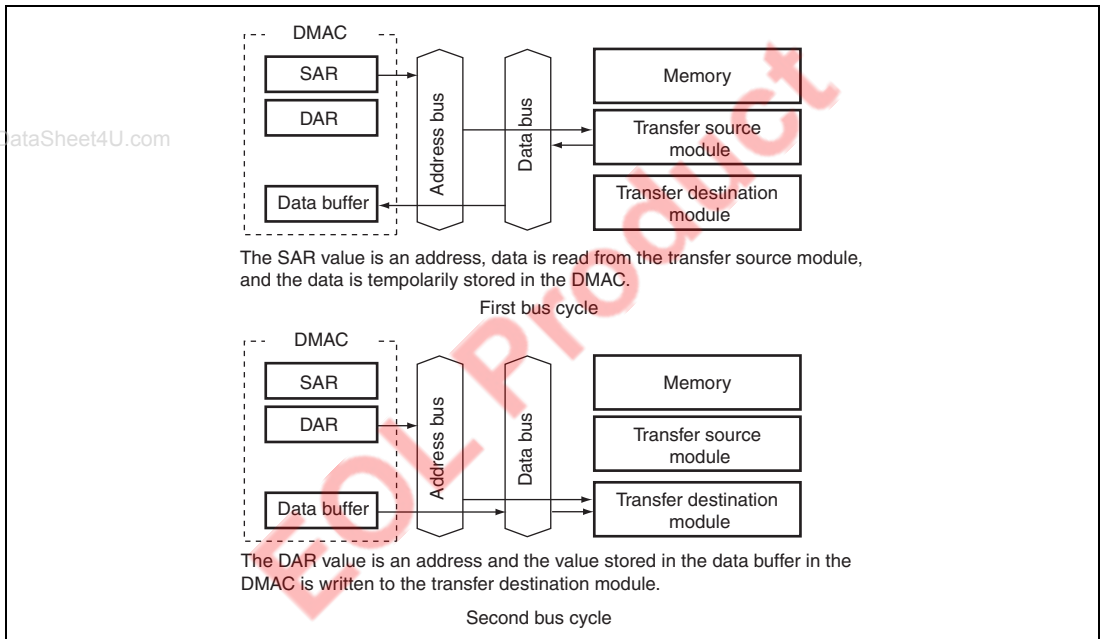 DMAC
SAR
DAR
Data buffer
Address bus
Data bus
Memory
Transfer source
module
Transfer destination
module
The SAR value is an address, data is read from the transfer source module,
and the data is tempolarily stored in the DMAC.
First bus cycle
DMAC
SAR
DAR
Data buffer
Address bus
Data bus
Memory
Transfer source
module
Transfer destination
module
The DAR value is an address and the value stored in the data buffer in the
DMAC is written to the transfer destination module.
Second bus cycle
EOL Product
DataSheet4U.com